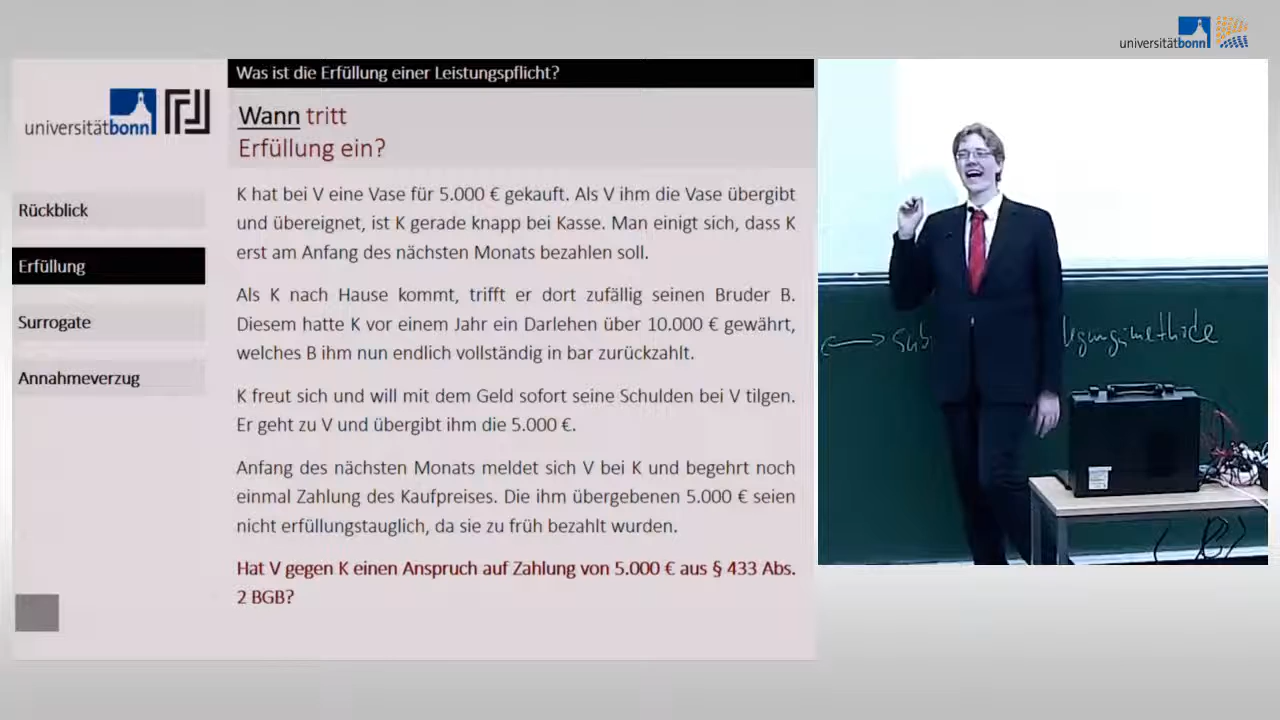 universitätbonn
Was ist die Erfüllung einer Leistungspflicht?
universitätbonn
Wann tritt
Erfüllung ein?
Rückblick
Erfüllung
Surrogate
Annahmeverzug
K hat bei V eine Vase für 5.000 € gekauft. Als V ihm die Vase übergibt
und übereignet, ist K gerade knapp bei Kasse. Man einigt sich, dass K
erst am Anfang des nächsten Monats bezahlen soll.
Als K nach Hause kommt, trifft er dort zufällig seinen Bruder B.
Diesem hatte K vor einem Jahr ein Darlehen über 10.000 € gewährt,
welches B ihm nun endlich vollständig in bar zurückzahlt.
K freut sich und will mit dem Geld sofort seine Schulden bei V tilgen.
Er geht zu V und übergibt ihm die 5.000 €.
Anfang des nächsten Monats meldet sich V bei K und begehrt noch
einmal Zahlung des Kaufpreises. Die ihm übergebenen 5.000 € seien
nicht erfüllungstauglich, da sie zu früh bezahlt wurden.
Hat V gegen K einen Anspruch auf Zahlung von 5.000 € aus § 433 Abs.
2 BGB?